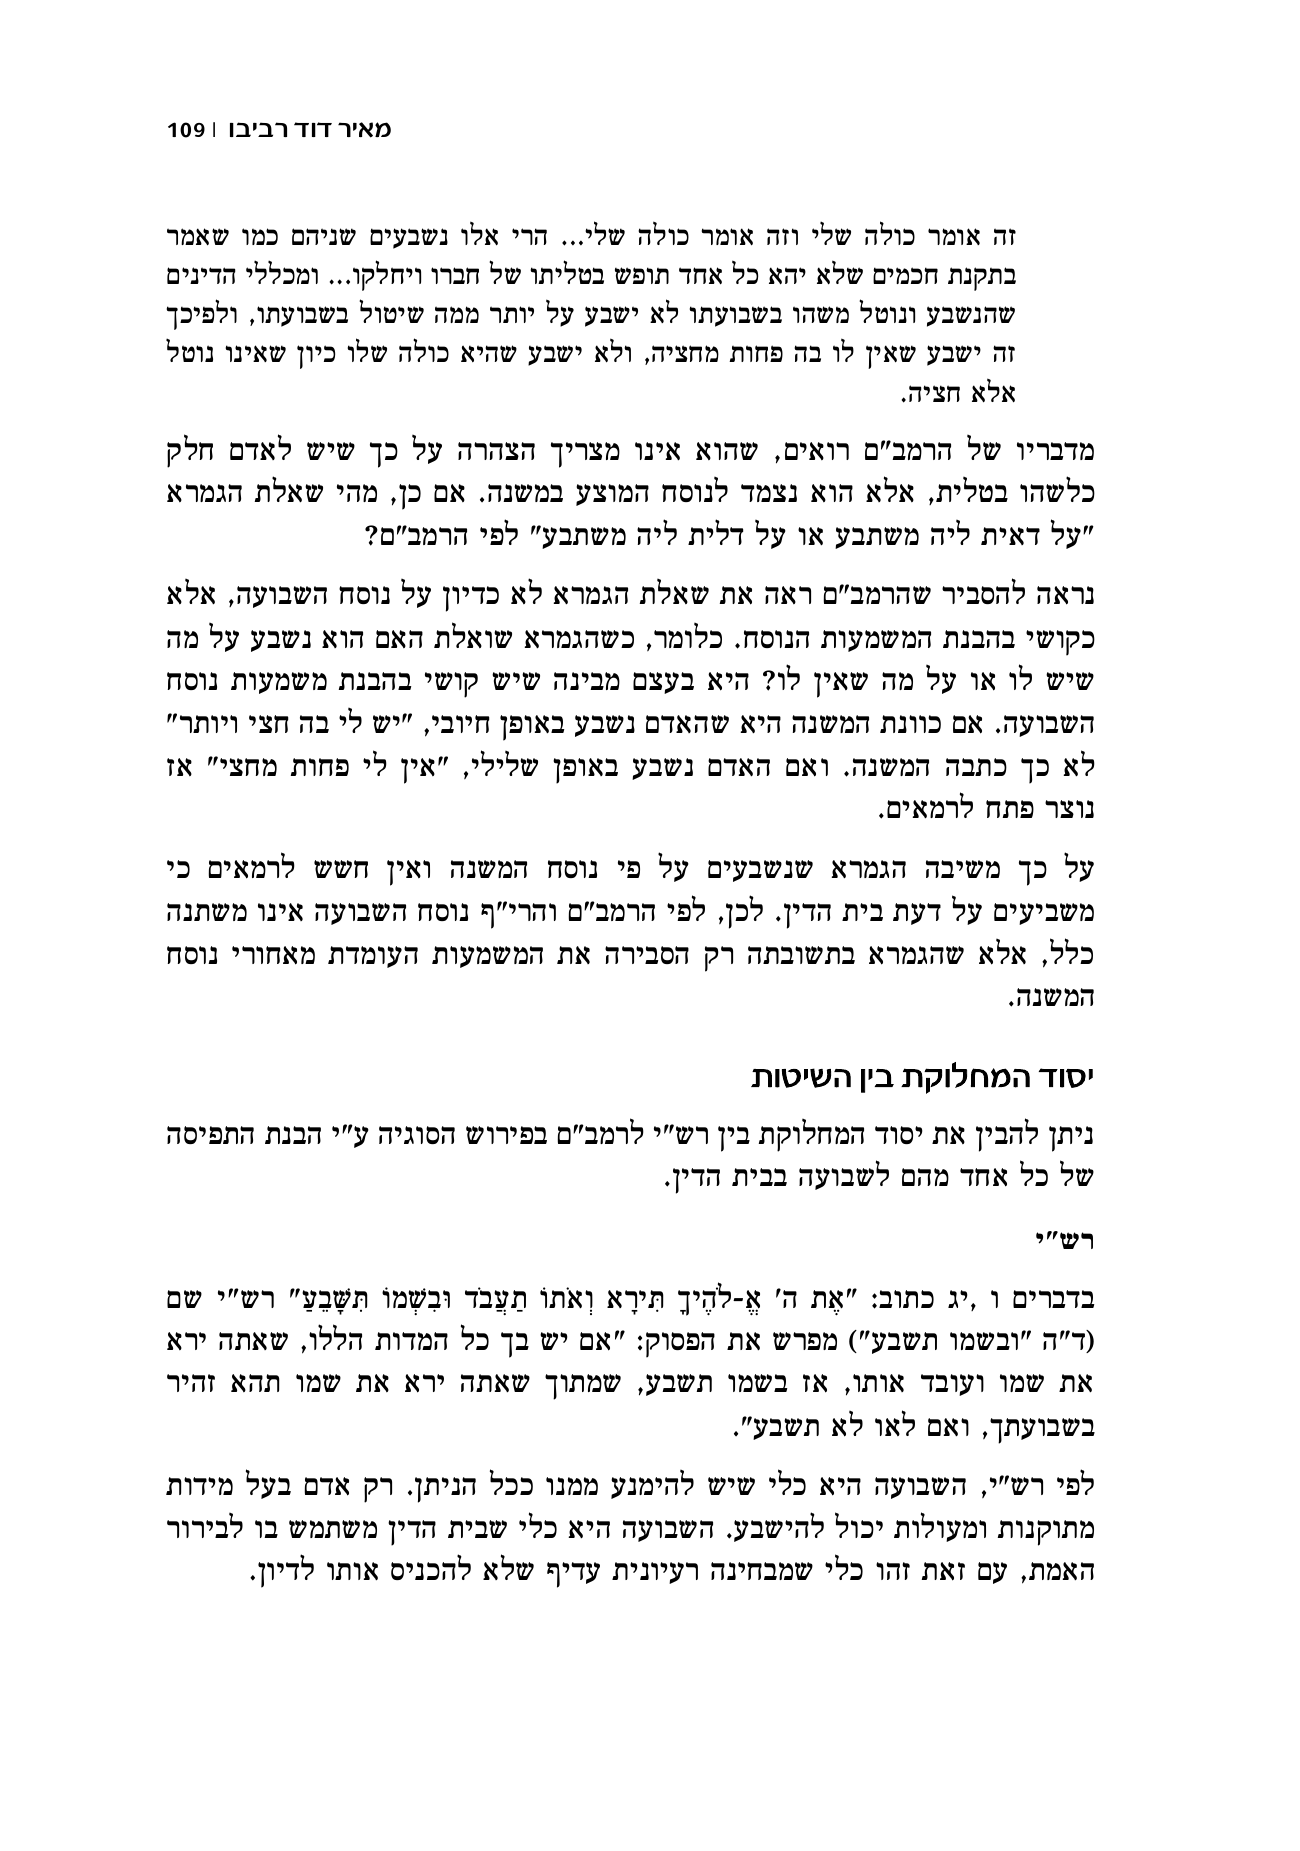 מאיר דוד רביבו | 109
זה אומר כולה שלי וזה אומר כולה שלי... הרי אלו נשבעים שניהם כמו שאמר
בתקנת חכמים שלא יהא כל אחד תופש בטליתו של חברו ויחלקו... ומכללי הדינים
שהנשבע ונוטל משהו בשבועתו לא ישבע על יותר ממה שיטול בשבועתו, ולפיכך
זה ישבע שאין לו בה פחות מחציה, ולא ישבע שהיא כולה שלו כיון שאינו נוטל
אלא חציה.
מדבריו של הרמב"ם רואים, שהוא אינו מצריך הצהרה על כך שיש לאדם חלק
כלשהו בטלית, אלא הוא נצמד לנוסח המוצע במשנה. אם כן, מהי שאלת הגמרא
"על דאית ליה משתבע או על דלית ליה משתבע" לפי הרמב"ם?
נראה להסביר שהרמב"ם ראה את שאלת הגמרא לא כדיון על נוסח השבועה, אלא
כקושי בהבנת המשמעות הנוסח. כלומר, כשהגמרא שואלת האם הוא נשבע על מה
שיש לו או על מה שאין לו? היא בעצם מבינה שיש קושי בהבנת משמעות נוסח
השבועה. אם כוונת המשנה היא שהאדם נשבע באופן חיובי, "יש לי בה חצי ויותר"
לא כך כתבה המשנה. ואם האדם נשבע באופן שלילי, "אין לי פחות מחצי" אז
נוצר פתח לרמאים.
על כך משיבה הגמרא שנשבעים על פי נוסח המשנה ואין חשש לרמאים כי
משביעים על דעת בית הדין. לכן, לפי הרמב"ם והרי"ף נוסח השבועה אינו משתנה
כלל, אלא שהגמרא בתשובתה רק הסבירה את המשמעות העומדת מאחורי נוסח
המשנה.
יסוד המחלוקת בין השיטות
ניתן להבין את יסוד המחלוקת בין רש"י לרמב"ם בפירוש הסוגיה ע"י הבנת התפיסה
של כל אחד מהם לשבועה בבית הדין.
רש"י
בדברים ו ,יג כתוב: "אֶת ה' אֱ-לֹהֶיךָ תִּירָא וְאֹתוֹ תַעֲבֹד וּבִשְׁמוֹ תִּשָּׁבֵעַ" רש"י שם
(ד"ה "ובשמו תשבע") מפרש את הפסוק: "אם יש בך כל המדות הללו, שאתה ירא
את שמו ועובד אותו, אז בשמו תשבע, שמתוך שאתה ירא את שמו תהא זהיר
בשבועתך, ואם לאו לא תשבע".
לפי רש"י, השבועה היא כלי שיש להימנע ממנו ככל הניתן. רק אדם בעל מידות
מתוקנות ומעולות יכול להישבע. השבועה היא כלי שבית הדין משתמש בו לבירור
האמת, עם זאת זהו כלי שמבחינה רעיונית עדיף שלא להכניס אותו לדיון.